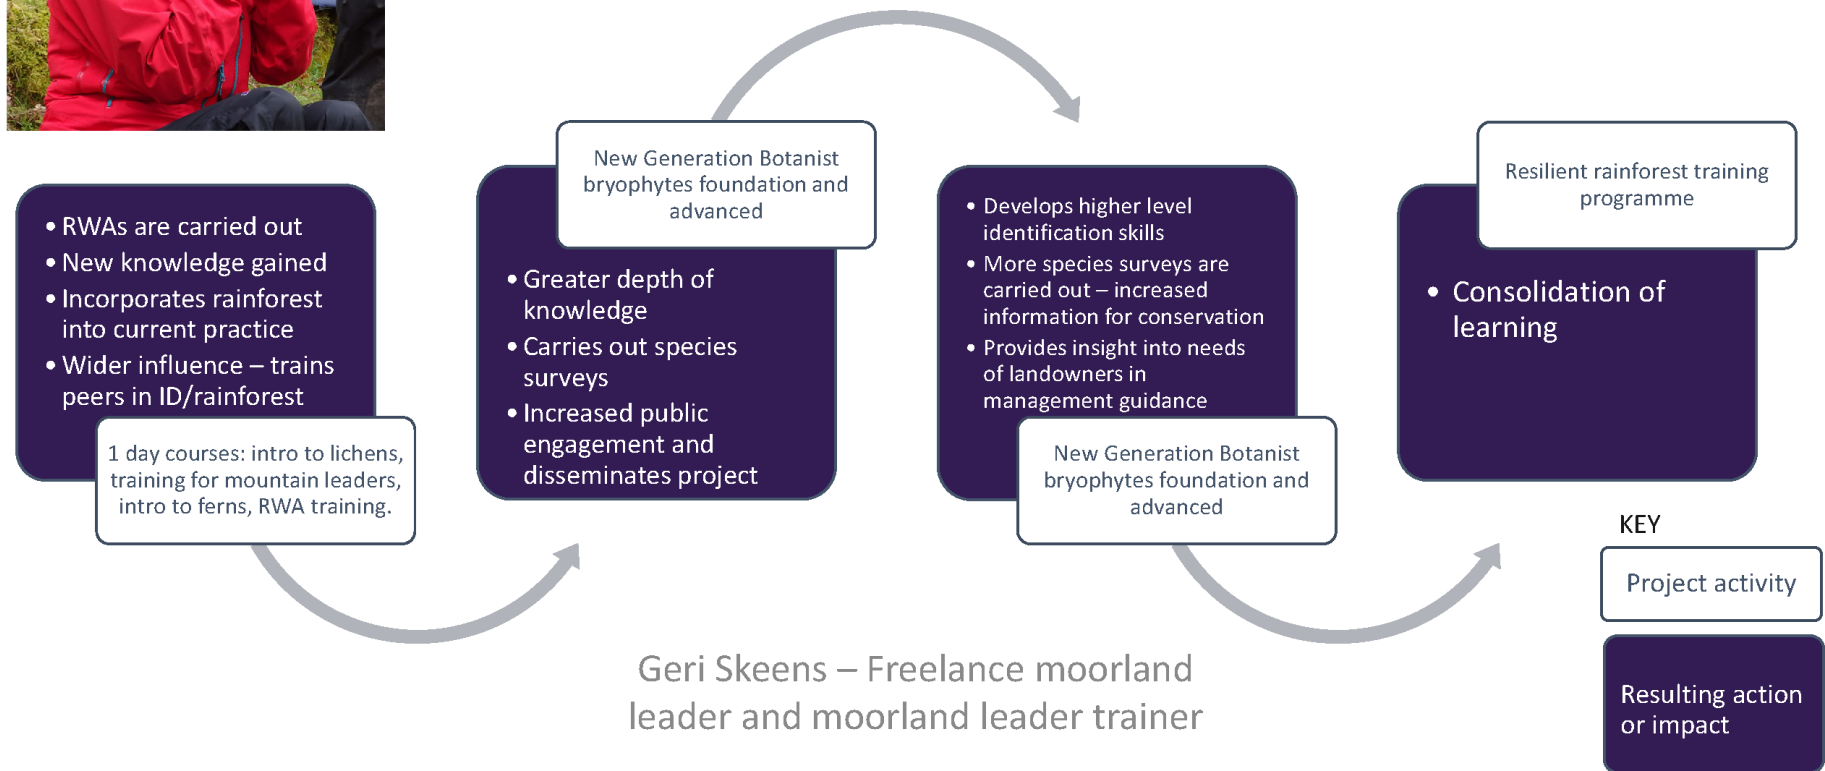 • RWAs are carried out
• New knowledge gained
• Incorporates rainforest
into current practice
• Wider influence – trains
peers in ID/rainforest
1 day courses: intro to lichens,
training for mountain leaders,
intro to ferns, RWA training.
New Generation Botanist
bryophytes foundation and
advanced
• Greater depth of
knowledge
• Carries out species
surveys
• Increased public
engagement and
disseminates project
• Develops higher level
identification skills
• More species surveys are
carried out – increased
information for conservation
• Provides insight into needs
of landowners in
management guidance
New Generation Botanist
bryophytes foundation and
advanced
Resilient rainforest training
programme
• Consolidation of
learning
KEY
Project activity
Resulting action
or impact
Geri Skeens – Freelance moorland
leader and moorland leader trainer